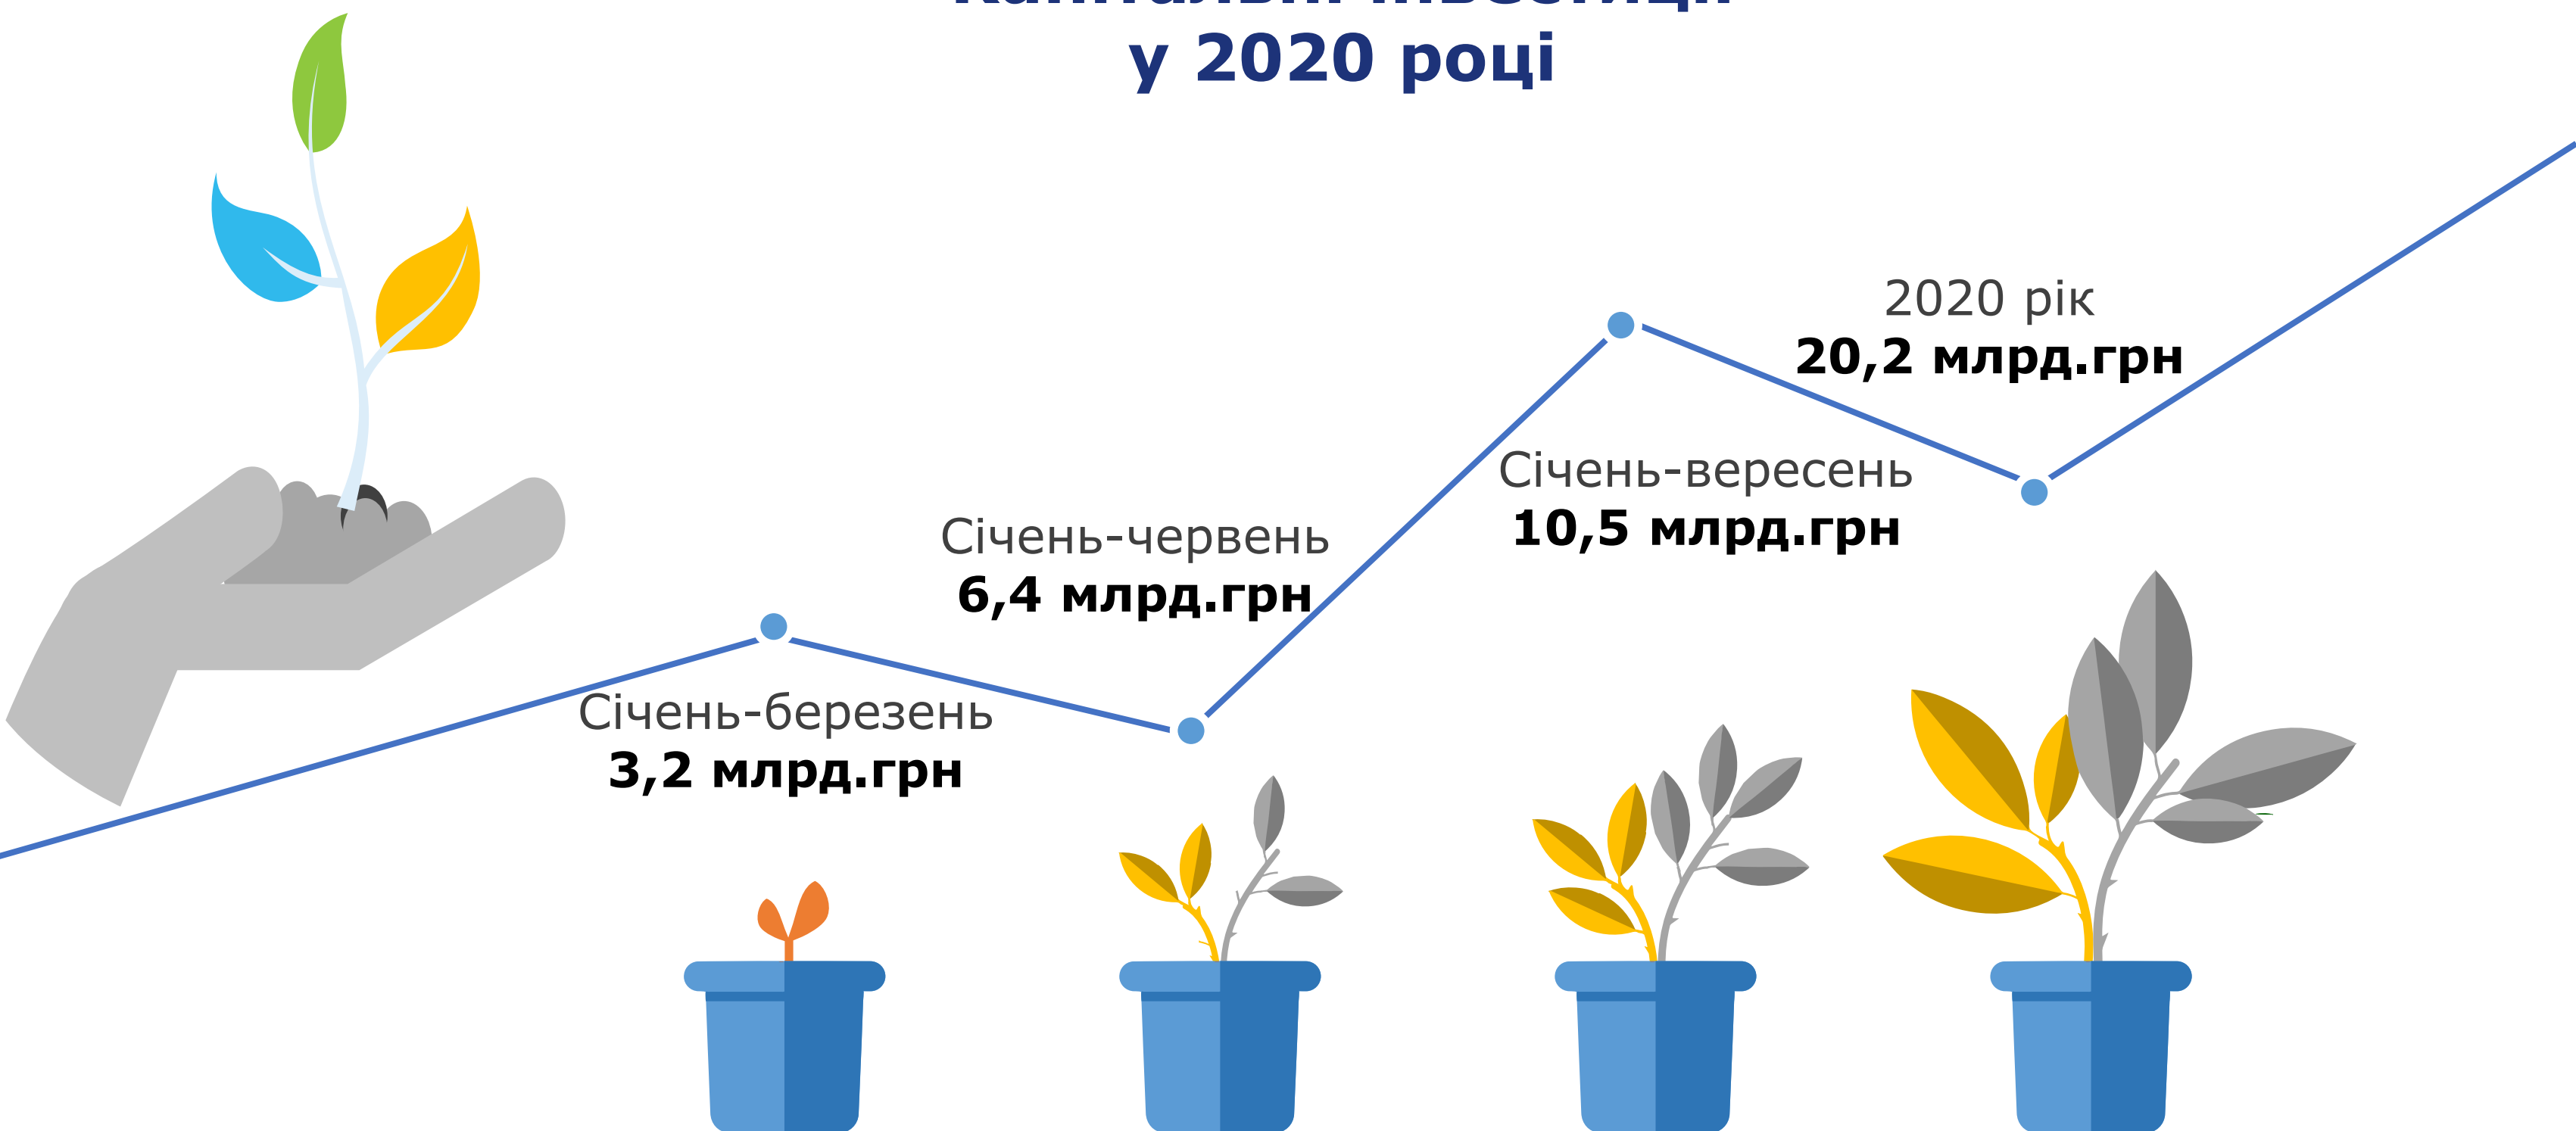 у 2020 році
2020 рік
20,2 млрд.грн
Січень-вересень
10,5 млрд.грн
Січень-червень
6,4 млрд.грн
Січень-березень
3,2 млрд.грн